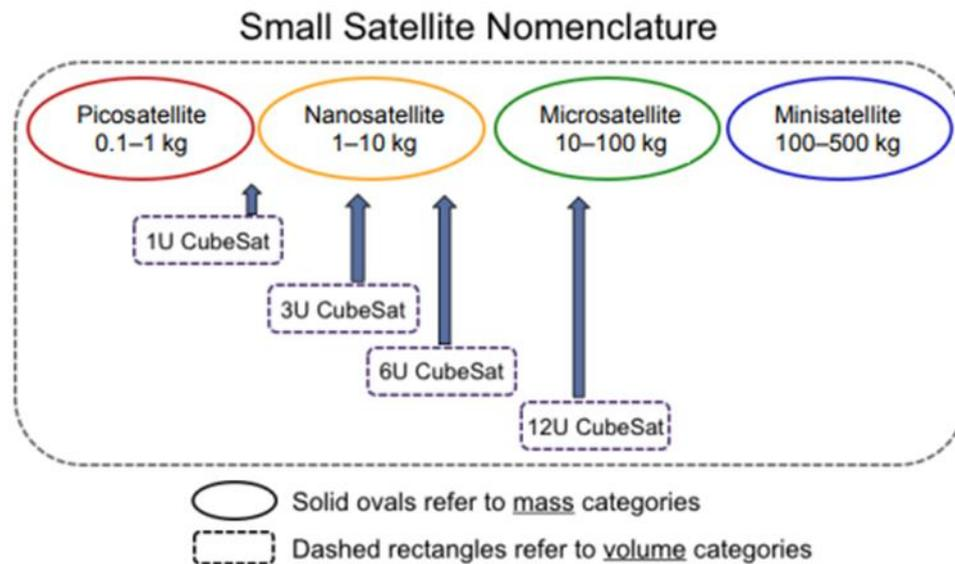 Small Satellite Nomenclature
Picosatellite
0.1–1 kg
Nanosatellite
1–10 kg
Microsatellite
10–100 kg
Minisatellite
100–500 kg
1U CubeSat
3U CubeSat
6U CubeSat
12U CubeSat
Solid ovals refer to mass categories
Dashed rectangles refer to volume categories